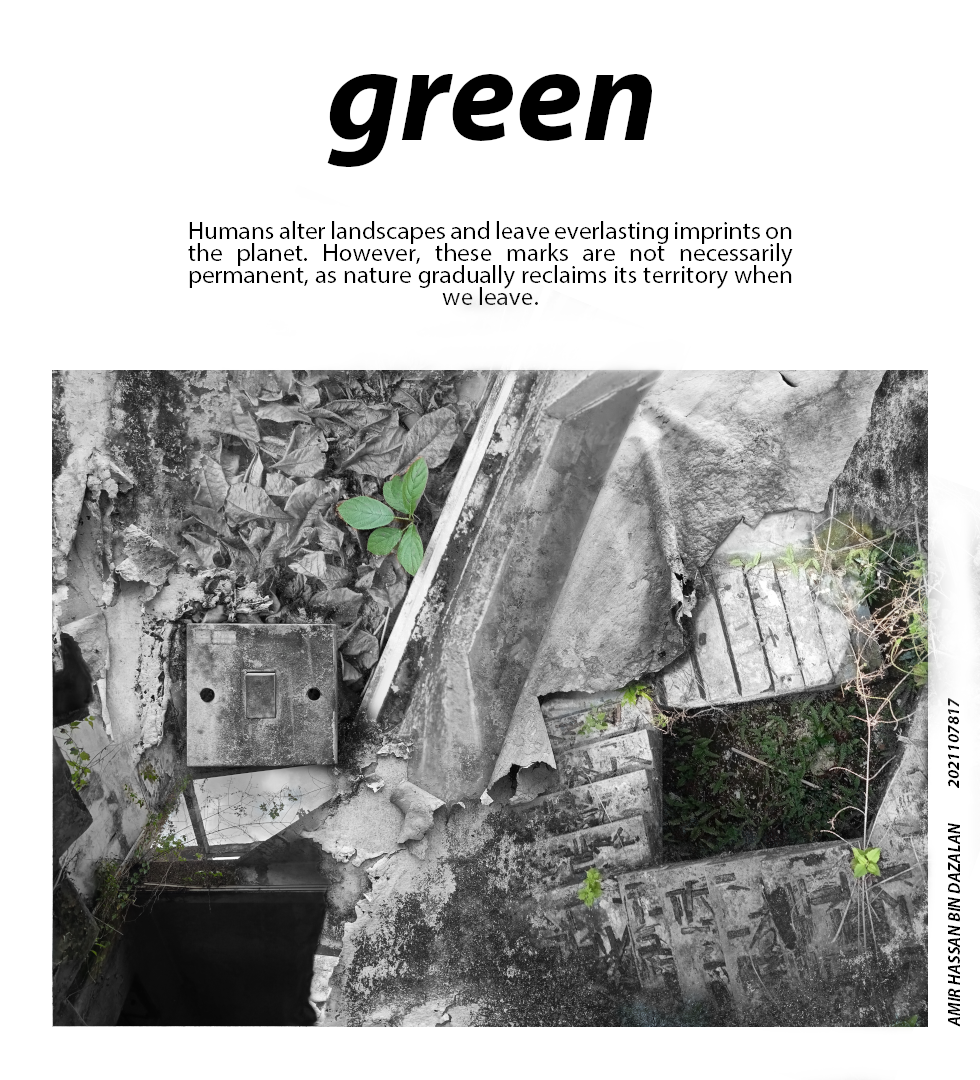 green
Humans alter landscapes and leave everlasting imprints on
the planet. However, these marks are not necessarily
permanent, as nature gradually reclaims its territory when
we leave.
AMIR HASSAN BIN DAZALAN 2021107817